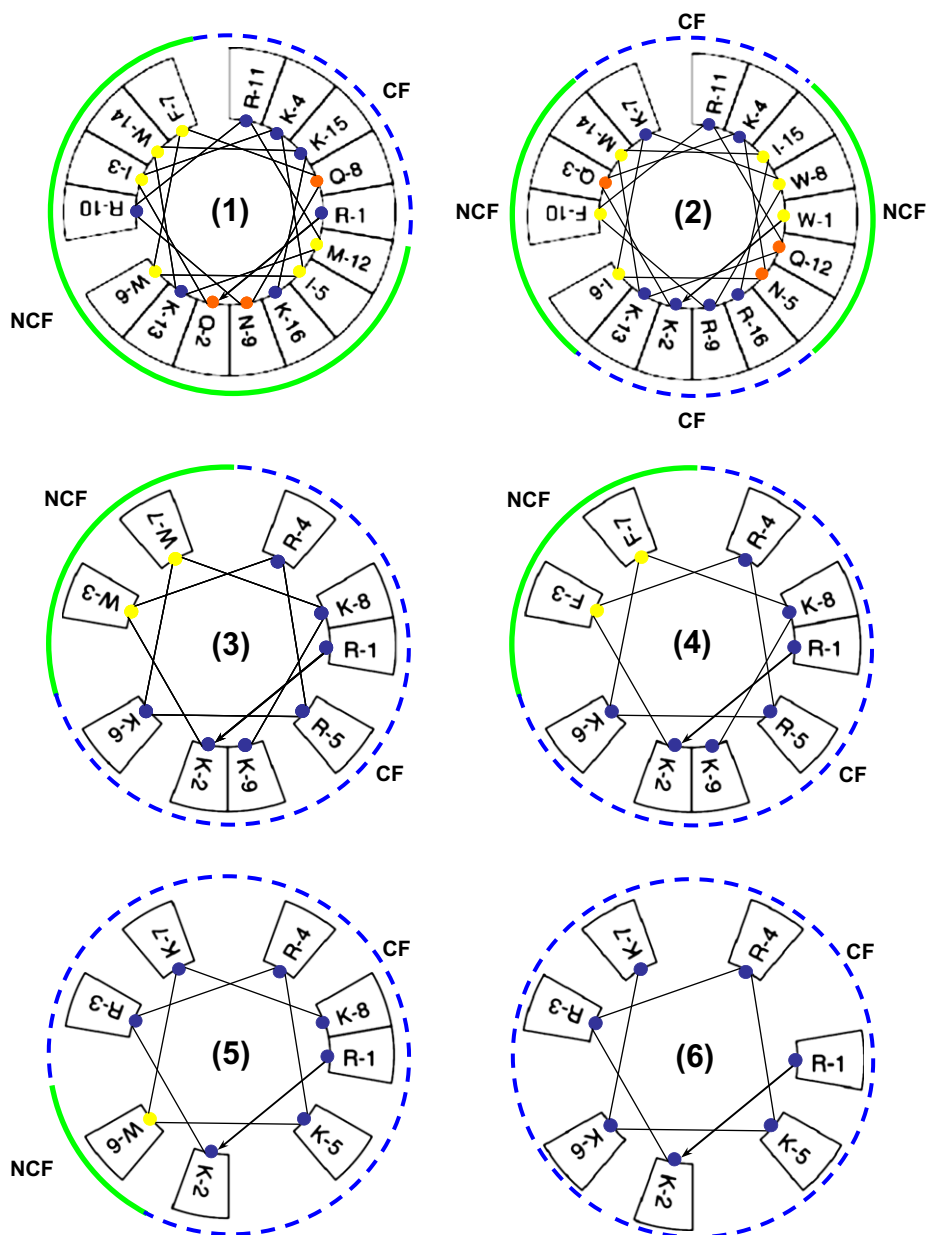 CF
R-11
K-4
K-15
Q-8
R-1
M-12
I-5
K-16
N-9
Q-2
K-13
W-6
R-10
I-3
W-14
F-7
(1)
NCF
CF
R-11
K-4
I-15
W-8
W-1
Q-12
N-5
R-16
R-9
K-2
K-13
I-6
F-10
Q-3
M-14
K-7
(2)
NCF
NCF
CF
NCF
W-7
R-4
W-3
K-8
R-1
(3)
K-6
K-2
K-9
R-5
CF
NCF
F-7
R-4
F-3
K-8
R-1
(4)
K-6
K-2
K-9
R-5
CF
K-7
R-4
CF
R-3
K-8
R-1
(5)
W-6
K-2
K-5
NCF
K-7
R-4
CF
R-3
R-1
(6)
K-6
K-2
K-5